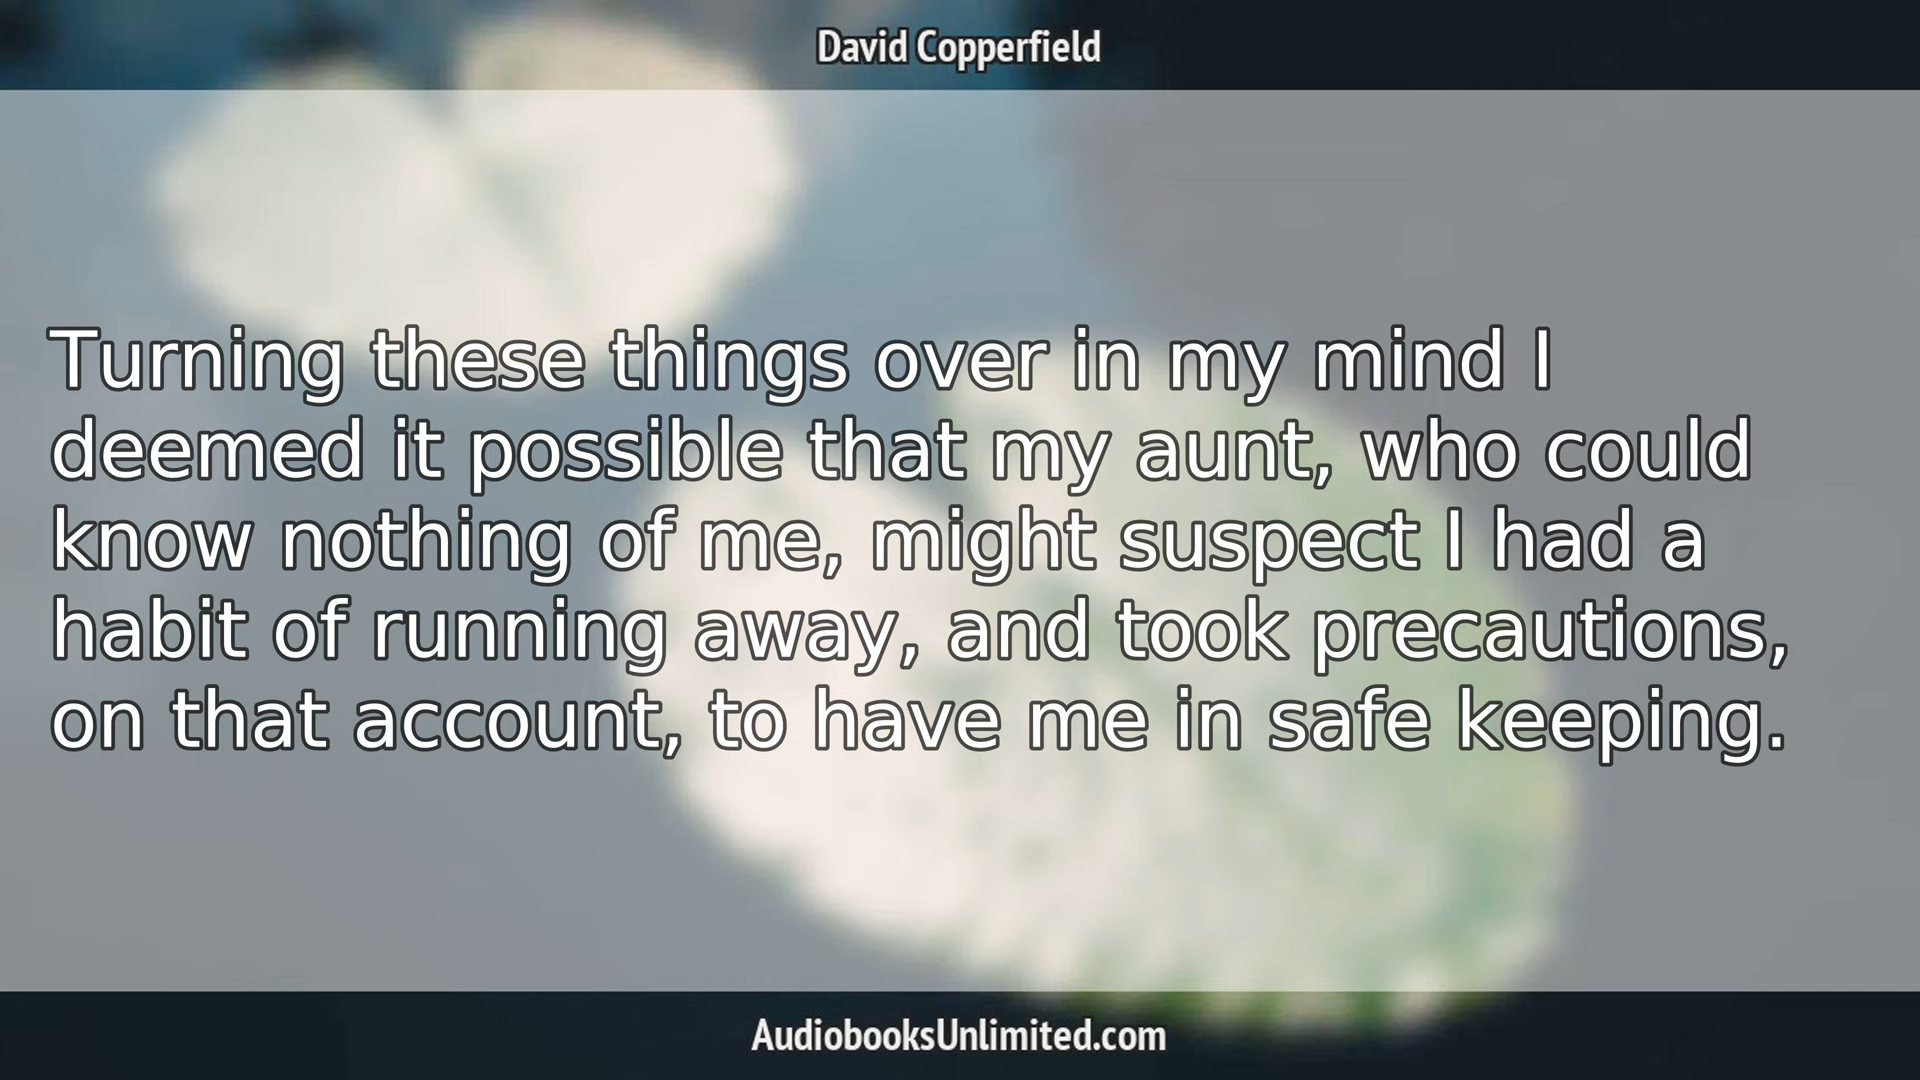 David Copperfield
Turning these things over in my mind I
deemed it possible that my aunt, who could
know nothing of me, might suspect I had a
habit of running away, and took precautions,
on that account, to have me in safe keeping.
AudiobooksUnlimited.com